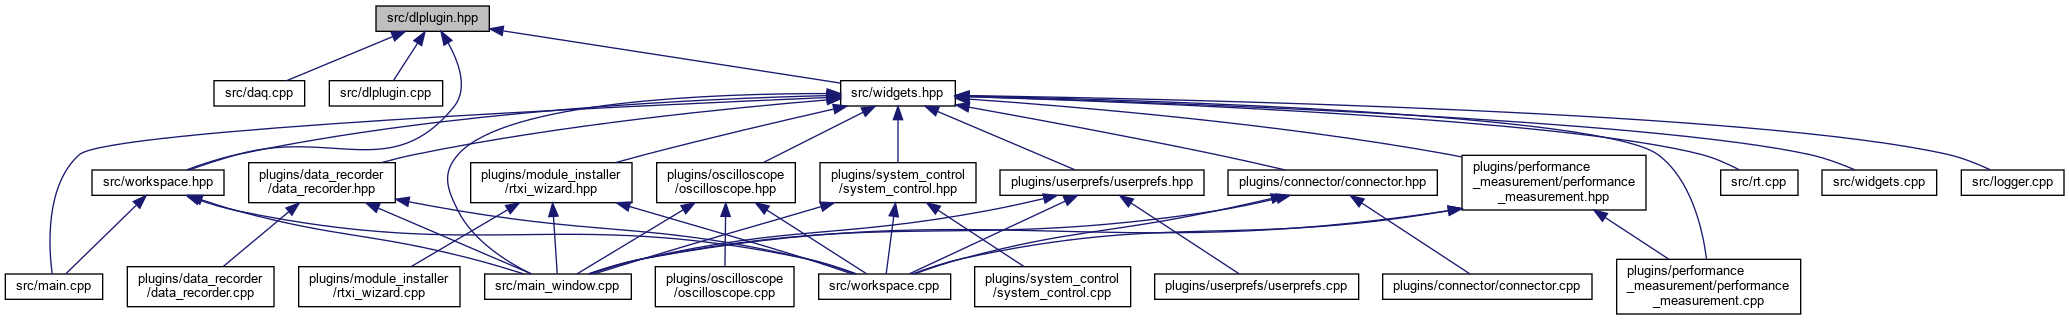 src/dlplugin.hpp
src/daq.cpp
src/dlplugin.cpp
src/widgets.hpp
src/workspace.hpp
plugins/data_recorder
/data_recorder.hpp
plugins/module_installer
/rtxi_wizard.hpp
plugins/oscilloscope
/oscilloscope.hpp
plugins/system_control
/system_control.hpp
plugins/userprefs/userprefs.hpp
plugins/connector/connector.hpp
plugins/performance
_measurement/performance
_measurement.hpp
src/rt.cpp
src/widgets.cpp
src/logger.cpp
src/main.cpp
plugins/data_recorder
/data_recorder.cpp
plugins/module_installer
/rtxi_wizard.cpp
src/main_window.cpp
plugins/oscilloscope
/oscilloscope.cpp
src/workspace.cpp
plugins/system_control
/system_control.cpp
plugins/userprefs/userprefs.cpp
plugins/connector/connector.cpp
plugins/performance
_measurement/performance
_measurement.cpp